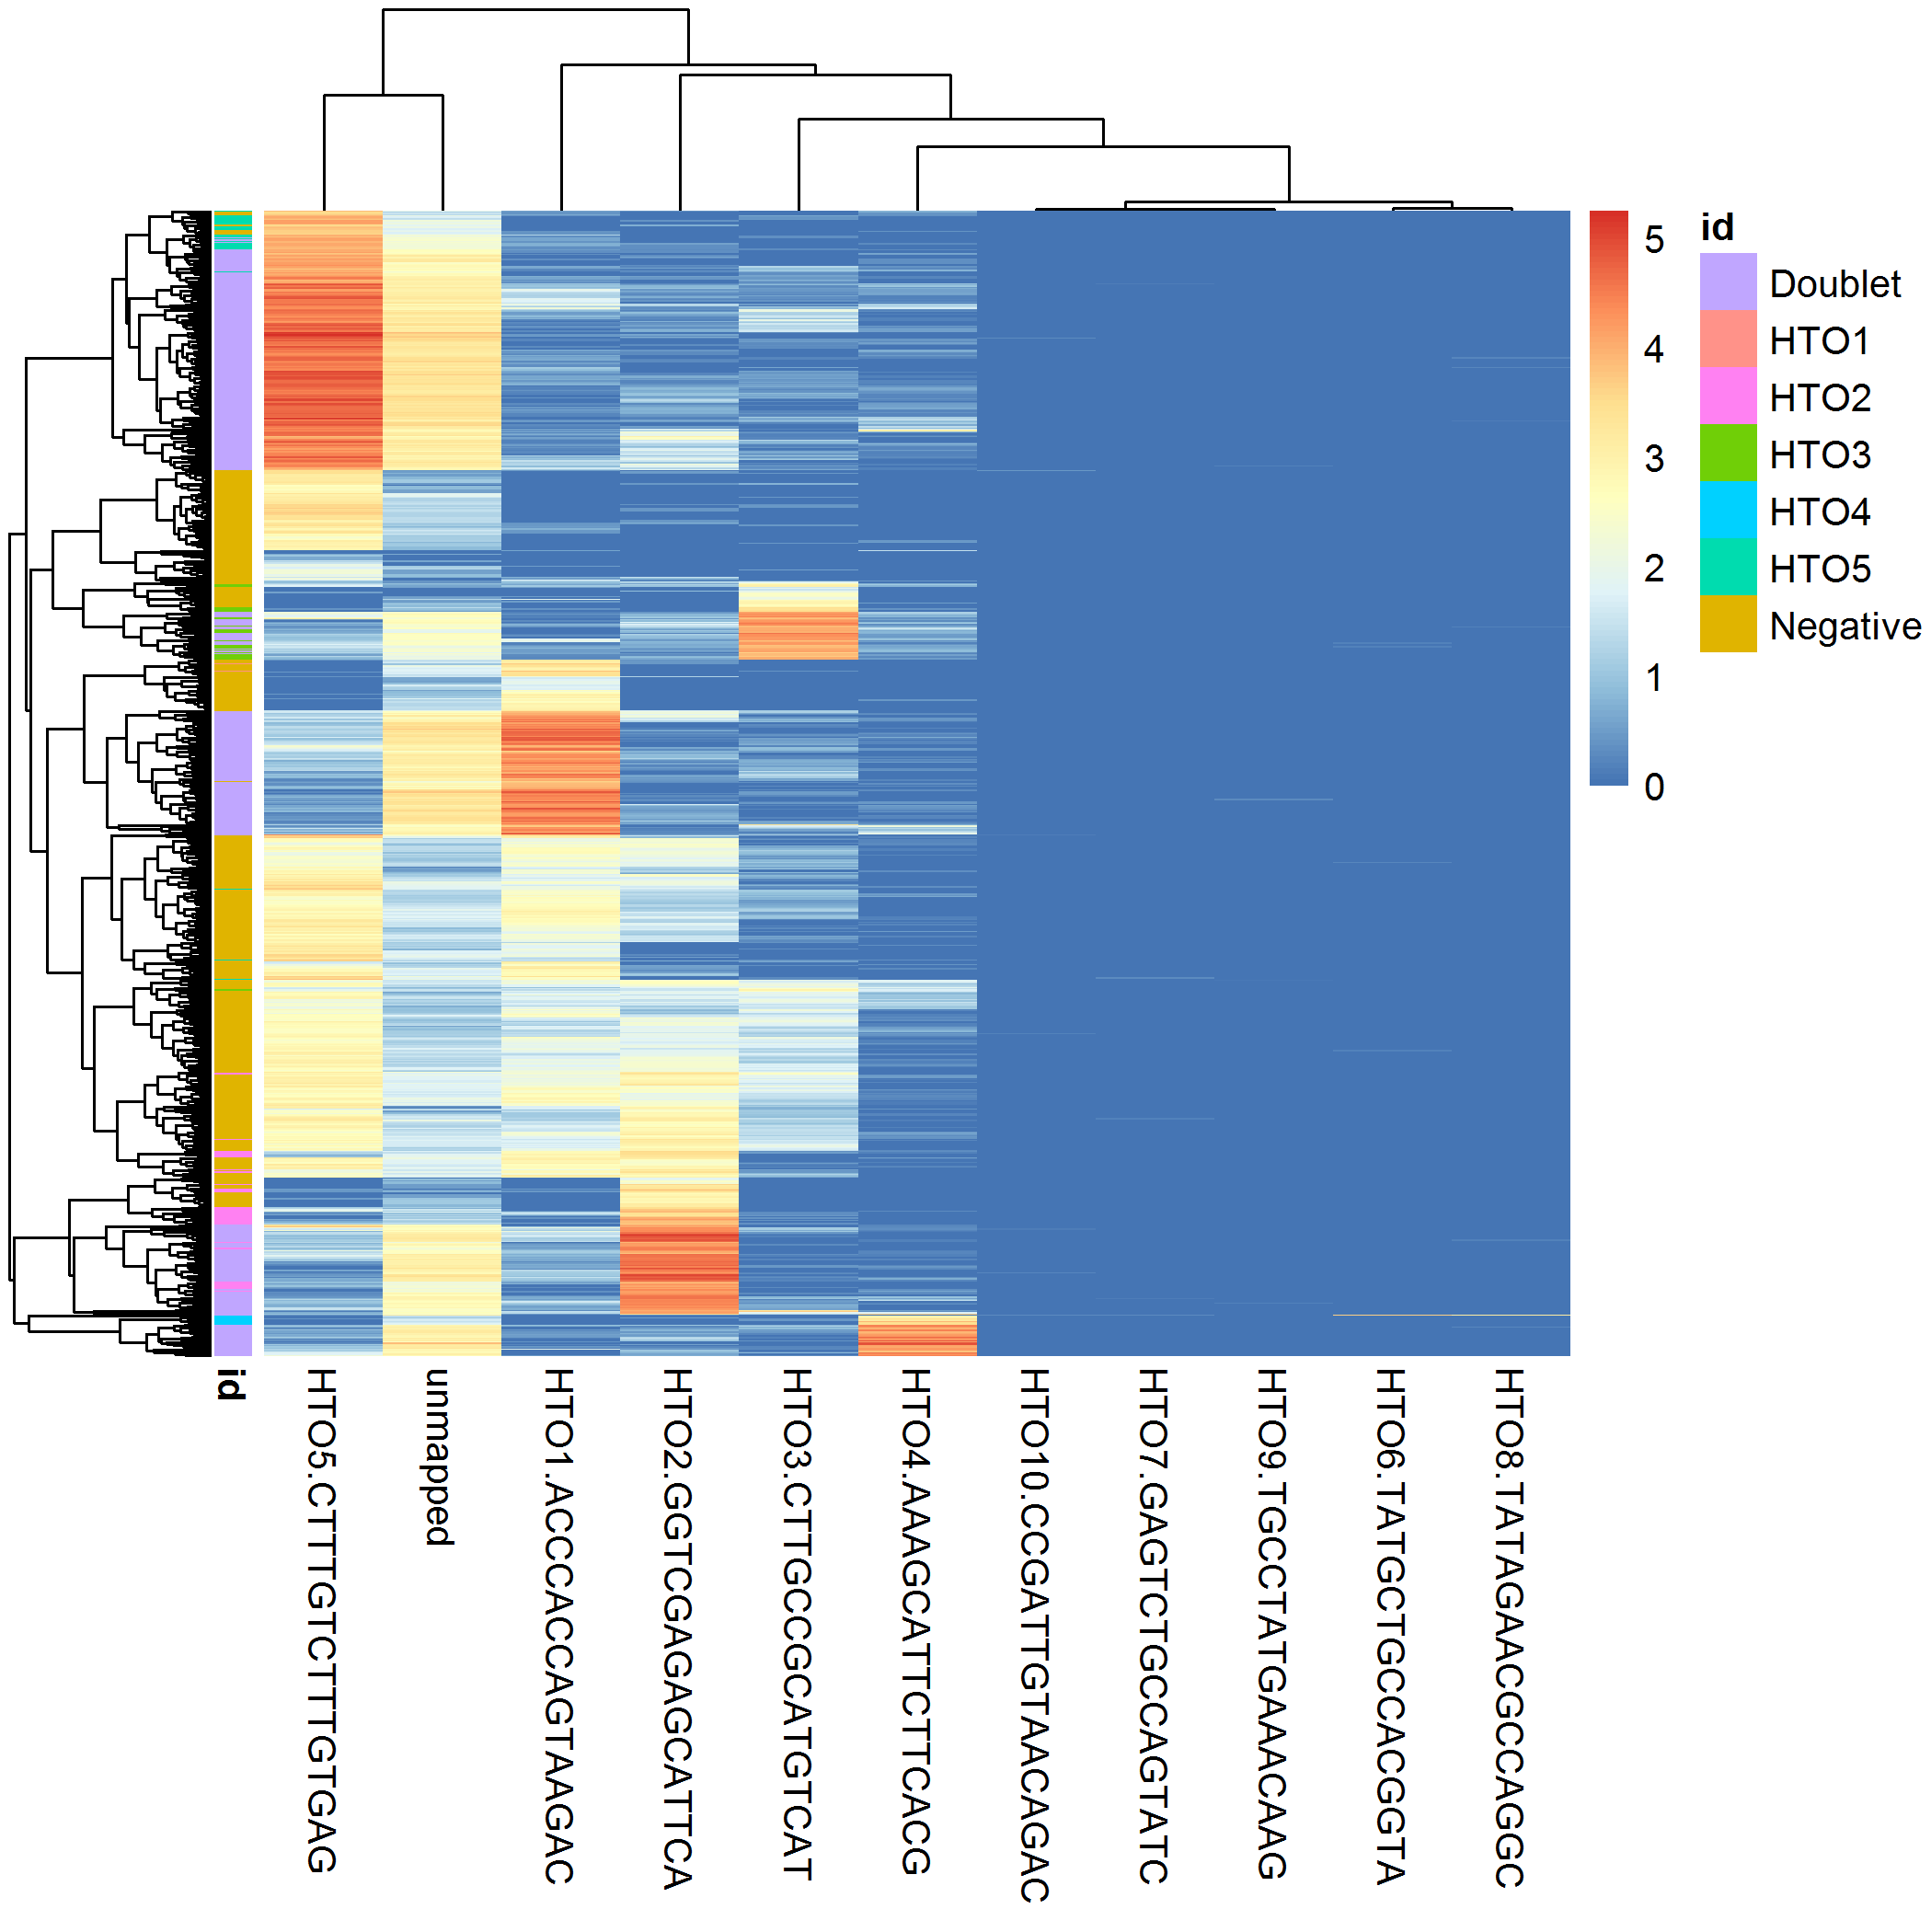 5
4
3
2
1
0
id
Doublet
HTO1
HTO2
HTO3
HTO4
HTO5
Negative
id
HTO5.CTTTGTCTTTGTGAG
unmapped
HTO1.ACCCACCAGTAAGAC
HTO2.GGTCGAGAGCATTCA
HTO3.CTTGCCGCATGTCAT
HTO4.AAAGCATTCTTCACG
HTO10.CCGATTGTAACAGAC
HTO7.GAGTCTGCCAGTATC
HTO9.TGCCTATGAAACAAG
HTO6.TATGCTGCCACGGTA
HTO8.TATAGAACGCCAGGC